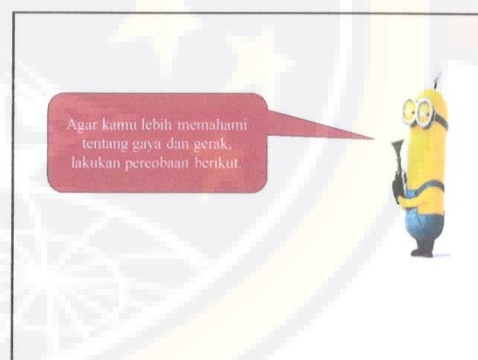 Agar kamu lebih memahami
tentang gaya dan gerak,
lakukan percobaan berikut.